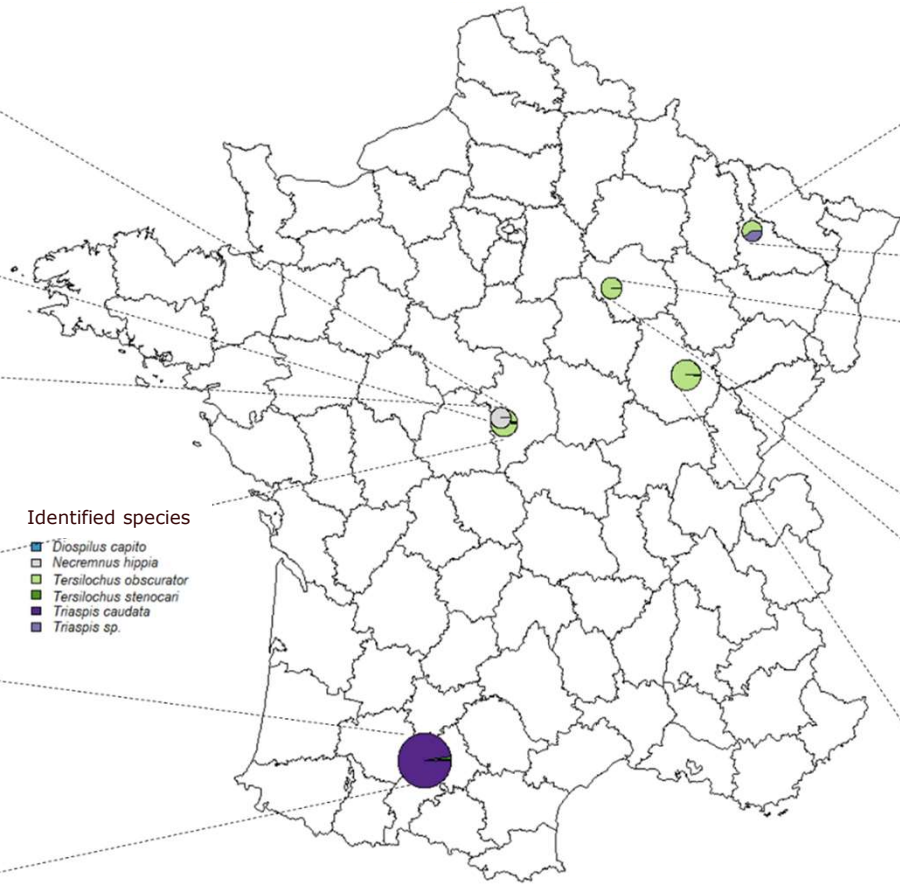 Identified species
Diospilus capito
Necremnus hippia
Tersilochus obscurator
Tersilochus stenocari
Triaspis caudata
Triaspis sp.